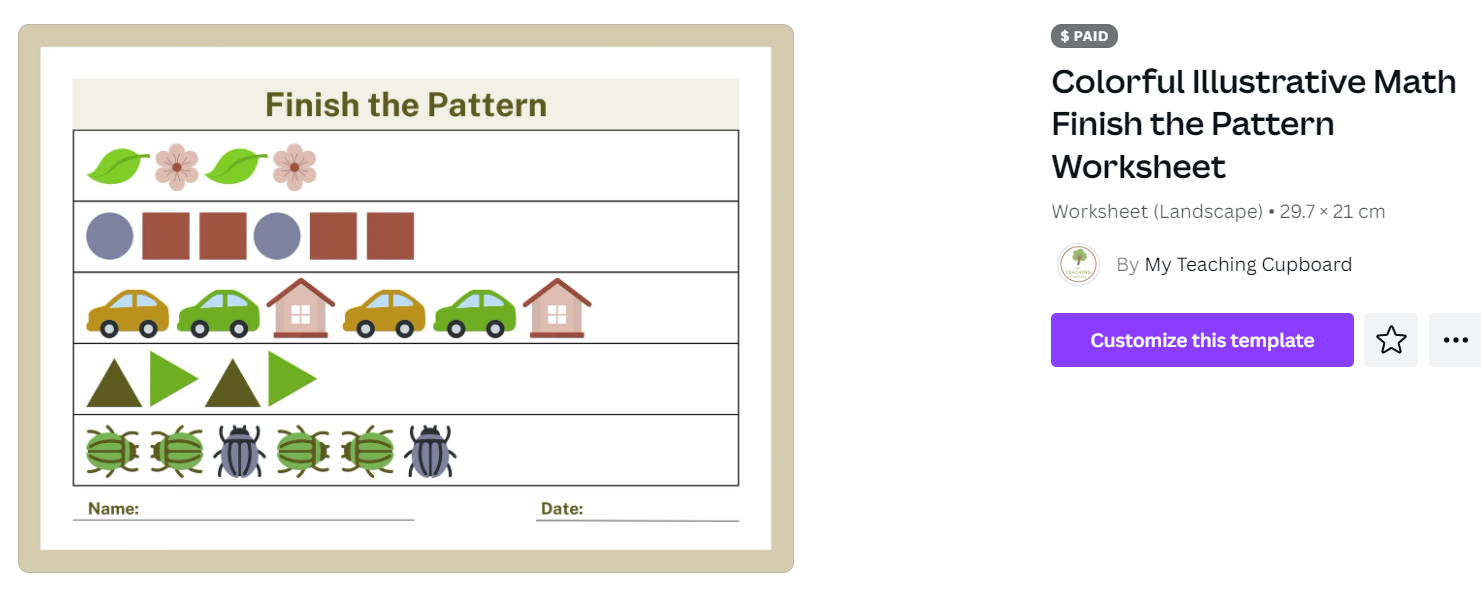 Finish the Pattern
Name:
Date:
$ PAID
Colorful Illustrative Math
Finish the Pattern
Worksheet
Worksheet (Landscape) • 29.7 × 21 cm
TEACHING
By My Teaching Cupboard
Customize this template